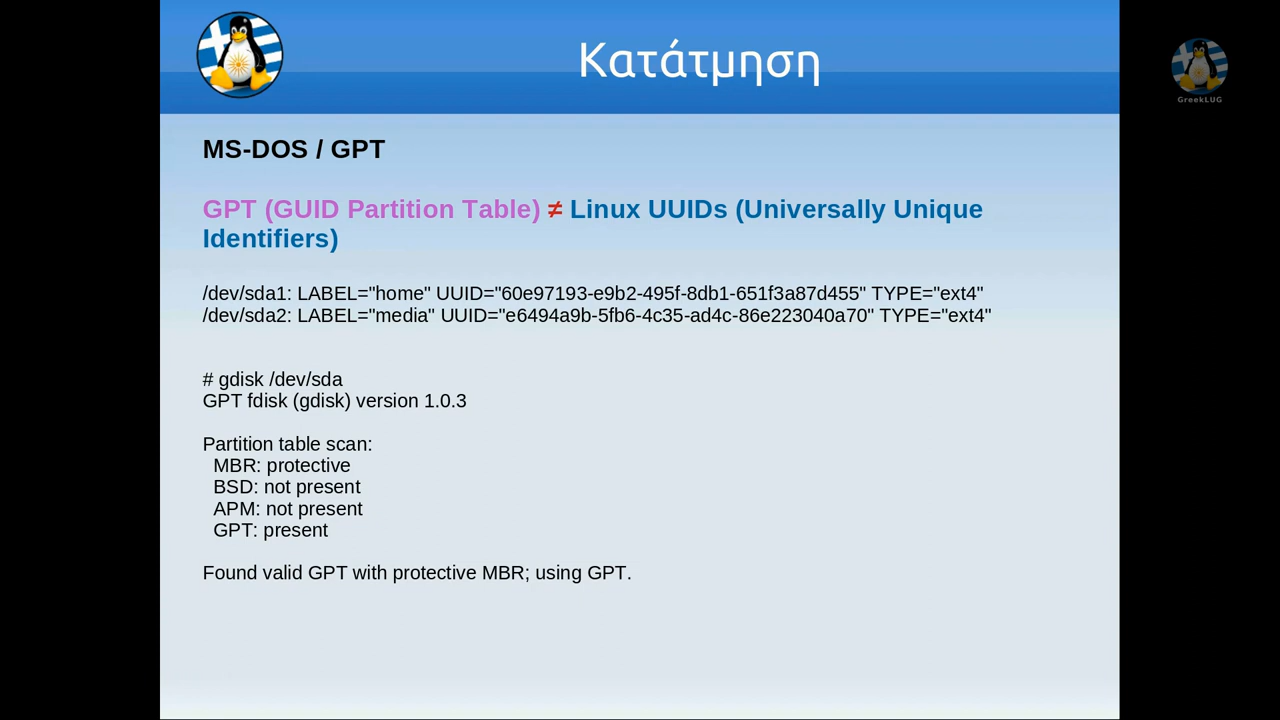 Κατάτμηση
GreekLUG
MS-DOS / GPT
GPT (GUID Partition Table) ≠ Linux UUIDs (Universally Unique
Identifiers)
/dev/sda1: LABEL="home" UUID="60e97193-e9b2-495f-8db1-651f3a87d455" TYPE="ext4"
/dev/sda2: LABEL="media" UUID="e6494a9b-5fb6-4c35-ad4c-86e223040a70" TYPE="ext4"
# gdisk /dev/sda
GPT fdisk (gdisk) version 1.0.3
Partition table scan:
MBR: protective
BSD: not present
APM: not present
GPT: present
Found valid GPT with protective MBR; using GPT.